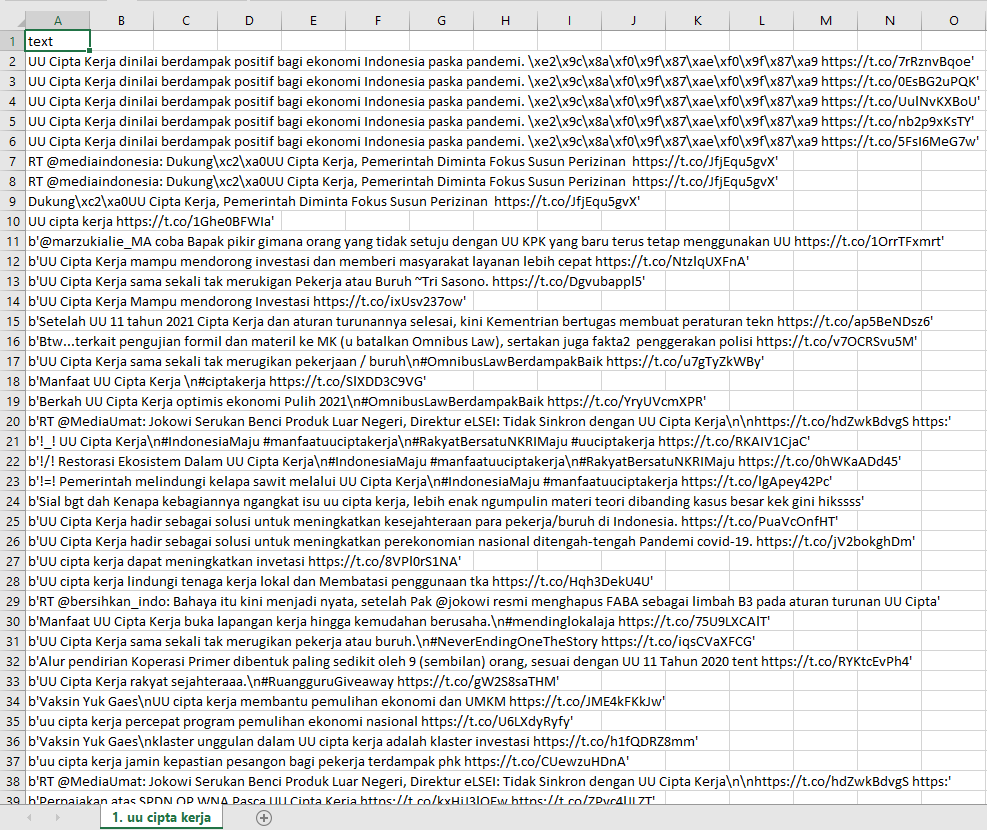 A B C D E F G H I J K L M N O
1 text
2 UU Cipta Kerja dinilai berdampak positif bagi ekonomi Indonesia paska pandemi. \xe2\x9c\x8a\xf0\x9f\x87\xae\xf0\x9f\x87\xa9 https://t.co/7rRznvBqoe'
3 UU Cipta Kerja dinilai berdampak positif bagi ekonomi Indonesia paska pandemi. \xe2\x9c\x8a\xf0\x9f\x87\xae\xf0\x9f\x87\xa9 https://t.co/0EsBG2uPQK'
4 UU Cipta Kerja dinilai berdampak positif bagi ekonomi Indonesia paska pandemi. \xe2\x9c\x8a\xf0\x9f\x87\xae\xf0\x9f\x87\xa9 https://t.co/UulNvKXBoU'
5 UU Cipta Kerja dinilai berdampak positif bagi ekonomi Indonesia paska pandemi. \xe2\x9c\x8a\xf0\x9f\x87\xae\xf0\x9f\x87\xa9 https://t.co/nb2p9xKsTY'
6 UU Cipta Kerja dinilai berdampak positif bagi ekonomi Indonesia paska pandemi. \xe2\x9c\x8a\xf0\x9f\x87\xae\xf0\x9f\x87\xa9 https://t.co/5FsI6MeG7w'
7 RT @mediaindonesia: Dukung\xc2\xa0UU Cipta Kerja, Pemerintah Diminta Fokus Susun Perizinan  https://t.co/JfjEqu5gvX'
8 RT @mediaindonesia: Dukung\xc2\xa0UU Cipta Kerja, Pemerintah Diminta Fokus Susun Perizinan  https://t.co/JfjEqu5gvX'
9 Dukung\xc2\xa0UU Cipta Kerja, Pemerintah Diminta Fokus Susun Perizinan  https://t.co/JfjEqu5gvX'
10 UU cipta kerja https://t.co/1Ghe0BFWIa'
11 b'@marzukialie_MA coba Bapak pikir gimana orang yang tidak setuju dengan UU KPK yang baru terus tetap menggunakan UU https://t.co/1OrrTFxmrt'
12 b'UU Cipta Kerja mampu mendorong investasi dan memberi masyarakat layanan lebih cepat https://t.co/NtzlqUXFnA'
13 b'UU Cipta Kerja sama sekali tak merukigan Pekerja atau Buruh ~Tri Sasono. https://t.co/Dgvubappl5'
14 b'UU Cipta Kerja Mampu mendorong Investasi https://t.co/ixUsv237ow'
15 b'Setelah UU 11 tahun 2021 Cipta Kerja dan aturan turunannya selesai, kini Kementrian bertugas membuat peraturan tekn https://t.co/ap5BeNDsz6'
16 b'Btw...terkait pengujian formil dan materil ke MK (u batalkan Omnibus Law), sertakan juga fakta2  penggerakan polisi https://t.co/v7OCRSvu5M'
17 b'UU Cipta Kerja sama sekali tak merugikan perekerjaan / buruh\n#OmnibusLawBerdampakBaik https://t.co/u7gTyZkWBy'
18 b'Manfaat UU Cipta Kerja \n#ciptakerja https://t.co/SlXDD3C9VG'
19 b'Berkah UU Cipta Kerja optimis ekonomi Pulih 2021\n#OmnibusLawBerdampakBaik https://t.co/YryUVcmXPR'
20 b'RT @MediaUmat: Jokowi Serukan Benci Produk Luar Negeri, Direktur eLSEI: Tidak Sinkron dengan UU Cipta Kerja\n\nhttps://t.co/hdZwkBdvgS https:'
21 b'!_! UU Cipta Kerja\n#IndonesiaMaju #manfaatuuciptakerja\n#RakyatBersatuNKRIMaju #uuciptakerja https://t.co/RKAIV1CjaC'
22 b'!/! Restorasi Ekosistem Dalam UU Cipta Kerja\n#IndonesiaMaju #manfaatuuciptakerja\n#RakyatBersatuNKRIMaju https://t.co/0hWKaADd45'
23 b'!=! Pemerintah melindungi kelapa sawit melalui UU Cipta Kerja\n#IndonesiaMaju #manfaatuuciptakerja https://t.co/lgApey42Pc'
24 b'Sial bgt dah Kenapa kebagiannya ngangkat isu uu cipta kerja, lebih enak ngumpulin materi teori dibanding kasus besar kek gini hikssss'
25 b'UU Cipta Kerja hadir sebagai solusi untuk meningkatkan kesejahteraan para pekerja/buruh di Indonesia. https://t.co/PuaVcOnfHT'
26 b'UU Cipta Kerja hadir sebagai solusi untuk meningkatkan perekonomian nasional ditengah-tengah Pandemi covid-19. https://t.co/jV2bokghDm'
27 b'UU cipta kerja dapat meningkatkan invetasi https://t.co/8VPl0rS1NA'
28 b'UU cipta kerja lindungi tenaga kerja lokal dan Membatasi penggunaan tka https://t.co/Hqh3DekU4U'
29 b'RT @bersihkan_indo: Bahaya itu kini menjadi nyata, setelah Pak @jokowi resmi menghapus FABA sebagai limbah B3 pada aturan turunan UU Cipta'
30 b'Manfaat UU Cipta Kerja buka lapangan kerja hingga kemudahan berusaha.\n#mendinglokalaja https://t.co/75U9LXCAlT'
31 b'UU Cipta Kerja sama sekali tak merugikan pekerja atau buruh.\n#NeverEndingOneTheStory https://t.co/iqsCVaXFCG'
32 b'Alur pendirian Koperasi Primer dibentuk paling sedikit oleh 9 (sembilan) orang, sesuai dengan UU 11 Tahun 2020 tent https://t.co/RYKtcEvPh4'
33 b'UU Cipta Kerja rakyat sejahteraaa.\n#RuangguruGiveaway https://t.co/gW2S8saTHM'
34 b'Vaksin Yuk Gaes\nUU cipta kerja membantu pemulihan ekonomi dan UMKM https://t.co/JME4kFKkJw'
35 b'uu cipta kerja percepat program pemulihan ekonomi nasional https://t.co/U6LXdyRyfy'
36 b'Vaksin Yuk Gaes\nklaster unggulan dalam UU cipta kerja adalah klaster investasi https://t.co/h1fQDRZ8mm'
37 b'uu cipta kerja jamin kepastian pesangon bagi pekerja terdampak phk https://t.co/CUewzuHDnA'
38 b'RT @MediaUmat: Jokowi Serukan Benci Produk Luar Negeri, Direktur eLSEI: Tidak Sinkron dengan UU Cipta Kerja\n\nhttps://t.co/hdZwkBdvgS https:'
39 b'Perpajakan atas SPDN OP WNA Pasca UU Cipta Kerja
1. uu cipta kerja